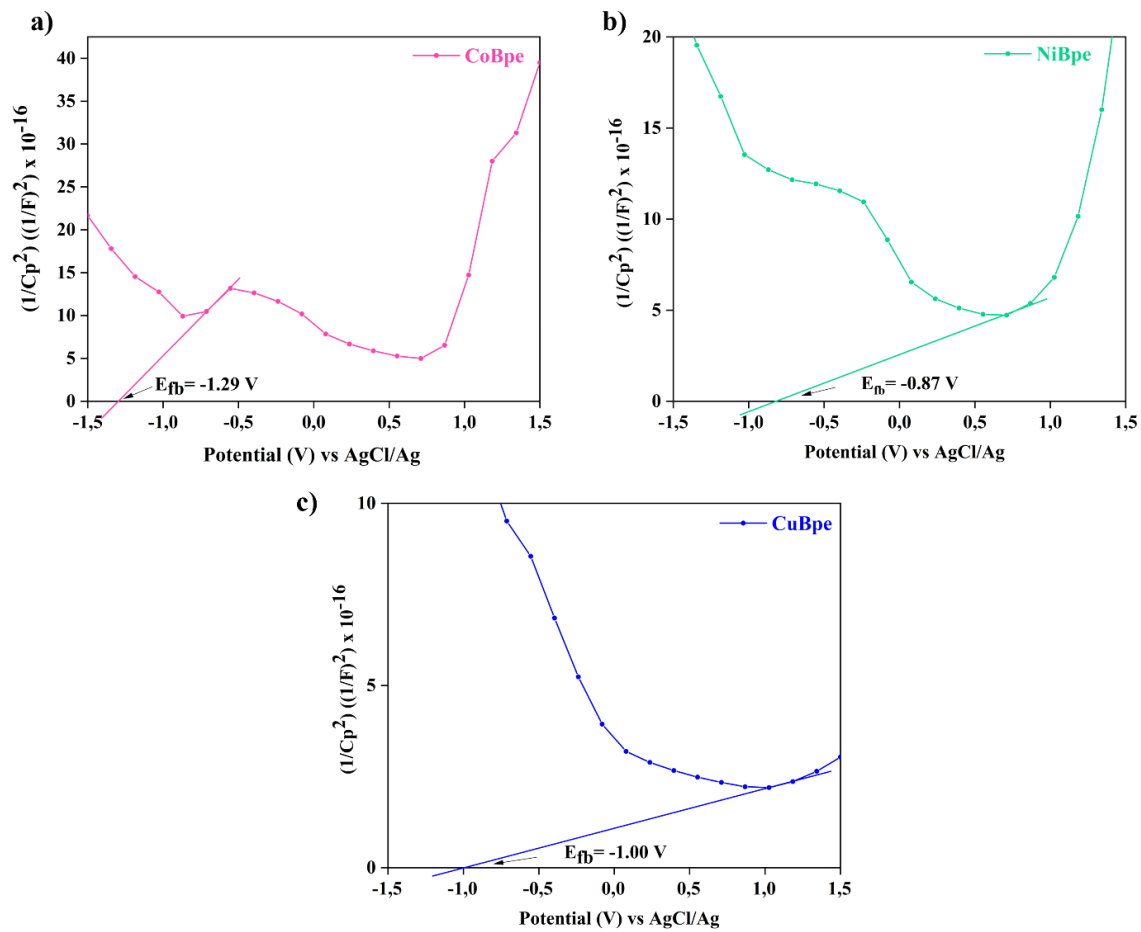 a)
CoBpe
(1/Cp²) ((1/F)²) x 10⁻¹⁶
40
35
30
25
20
15
10
5
0
E_fb= -1.29 V
-1,5 -1,0 -0,5 0,0 0,5 1,0 1,5
Potential (V) vs AgCl/Ag
b)
NiBpe
(1/Cp²) ((1/F)²) x 10⁻¹⁶
20
15
10
5
0
E_fb= -0.87 V
-1,5 -1,0 -0,5 0,0 0,5 1,0 1,5
Potential (V) vs AgCl/Ag
c)
CuBpe
(1/Cp²) ((1/F)²) x 10⁻¹⁶
10
5
0
E_fb= -1.00 V
-1,5 -1,0 -0,5 0,0 0,5 1,0 1,5
Potential (V) vs AgCl/Ag